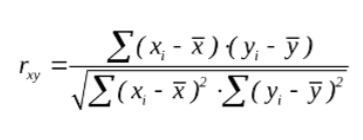 r_xy = ∑(x_i - x̄)·(y_i - ȳ) / √(∑(x_i - x̄)² · ∑(y_i - ȳ)²)